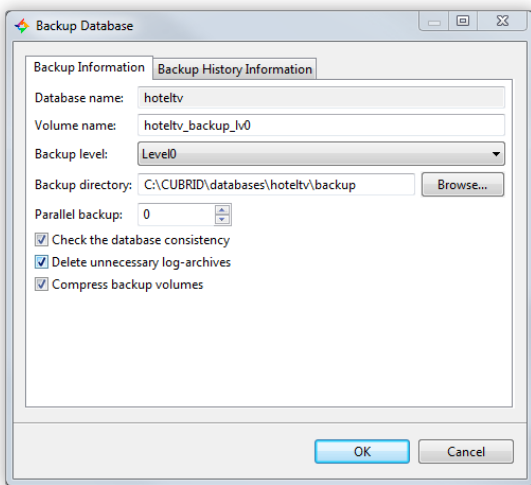 Backup Database
Backup Information Backup History Information
Database name: hoteltv
Volume name: hoteltv_backup_lv0
Backup level: Level0
Backup directory: C:\CUBRID\databases\hoteltv\backup Browse...
Parallel backup: 0
Check the database consistency
Delete unnecessary log-archives
Compress backup volumes
OK Cancel